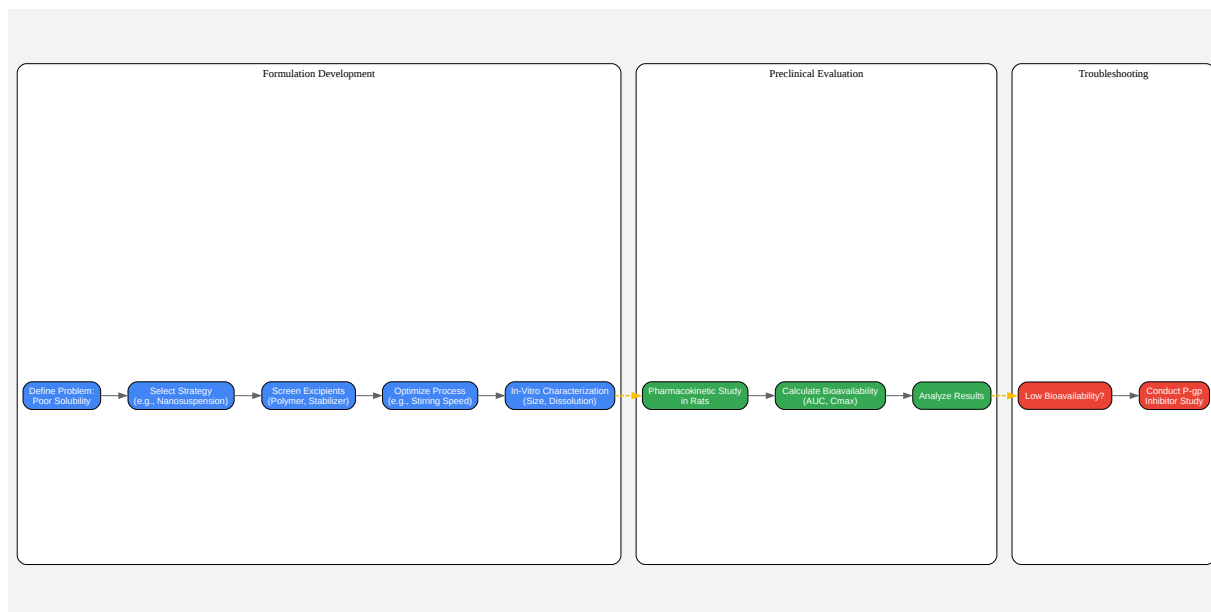 Formulation Development
Preclinical Evaluation
Troubleshooting
Define Problem:
Poor Solubility
Select Strategy
(e.g., Nanosuspension)
Screen Excipients
(Polymer, Stabilizer)
Optimize Process
(e.g., Stirring Speed)
In-Vitro Characterization
(Size, Dissolution)
Pharmacokinetic Study
in Rats
Calculate Bioavailability
(AUC, Cmax)
Analyze Results
Low Bioavailability?
Conduct P-gp
Inhibitor Study